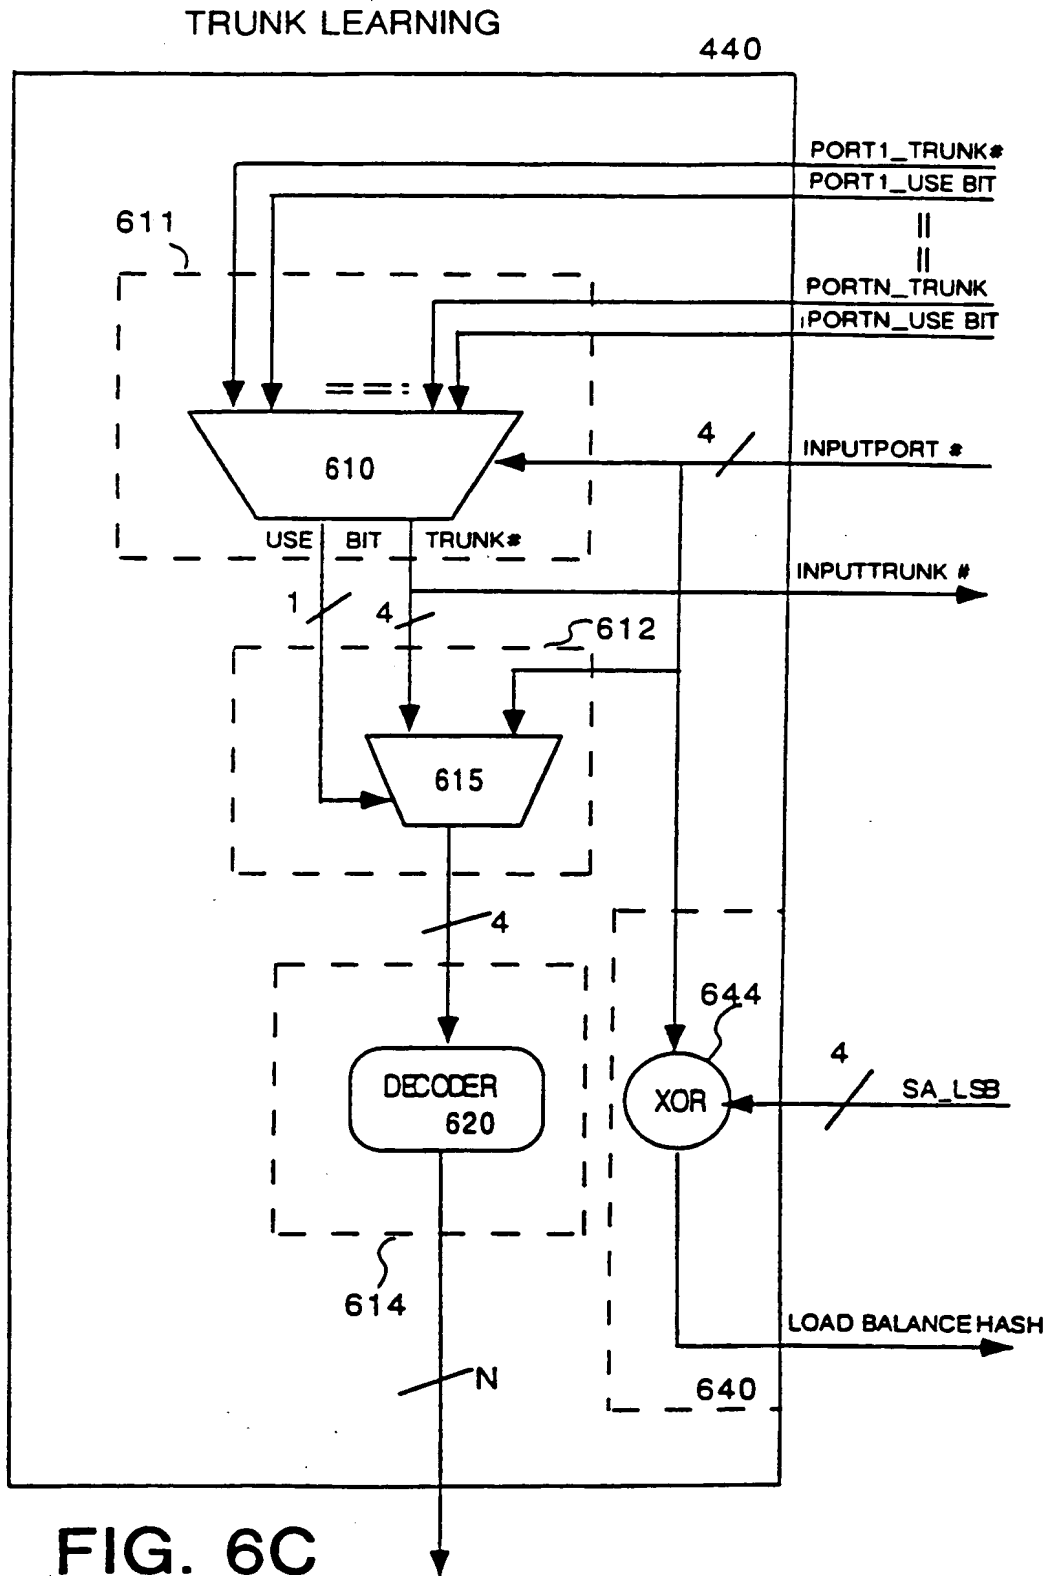 TRUNK LEARNING
440
PORT1_TRUNK#
PORT1_USE BIT
611
PORTN_TRUNK
PORTN_USE BIT
4
INPUTPORT #
610
USE BIT TRUNK#
INPUTTRUNK #
1
4
612
615
4
644
4
SA_LSB
XOR
DECODER
620
614
LOAD BALANCE HASH
N
640
FIG. 6C